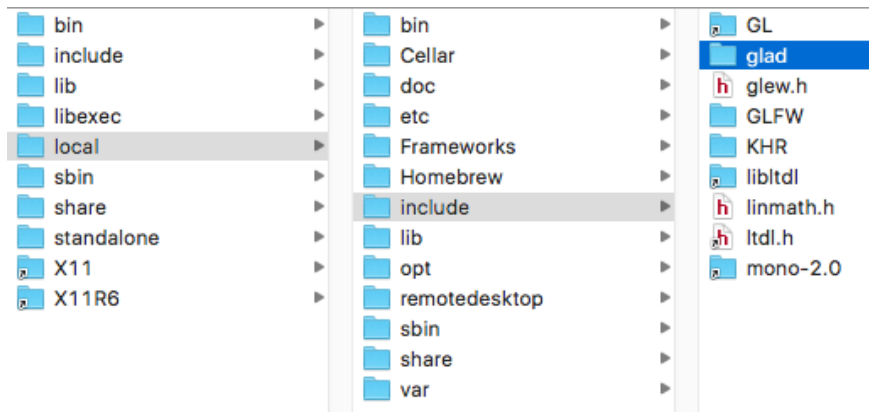 bin
include
lib
libexec
local
sbin
share
standalone
X11
X11R6
bin
Cellar
doc
etc
Frameworks
Homebrew
include
lib
opt
remotedesktop
sbin
share
var
GL
glad
h glew.h
GLFW
KHR
libltdl
h linmath.h
h ltdl.h
mono-2.0